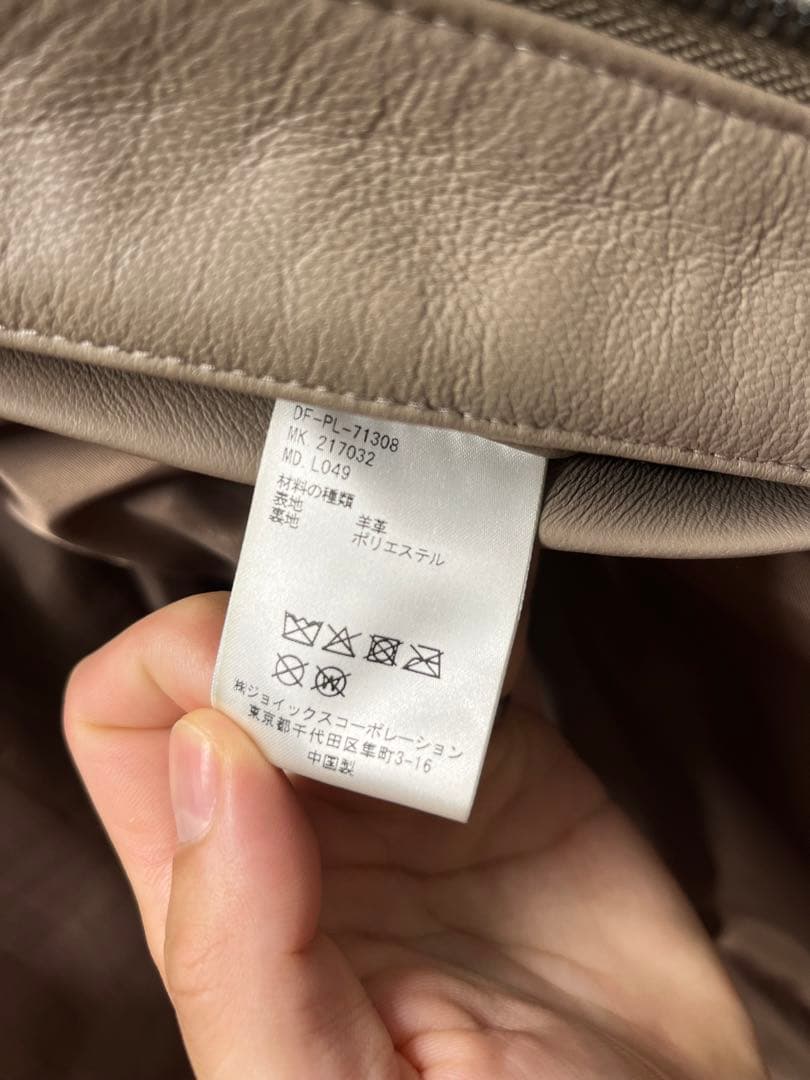 DF-PL-71308
MK 217032
MD. L049
材料の種類
表地 羊革
裏地 ポリエステル
㈱ジョイックスコーポレーション
東京都千代田区隼町3-16
中国製